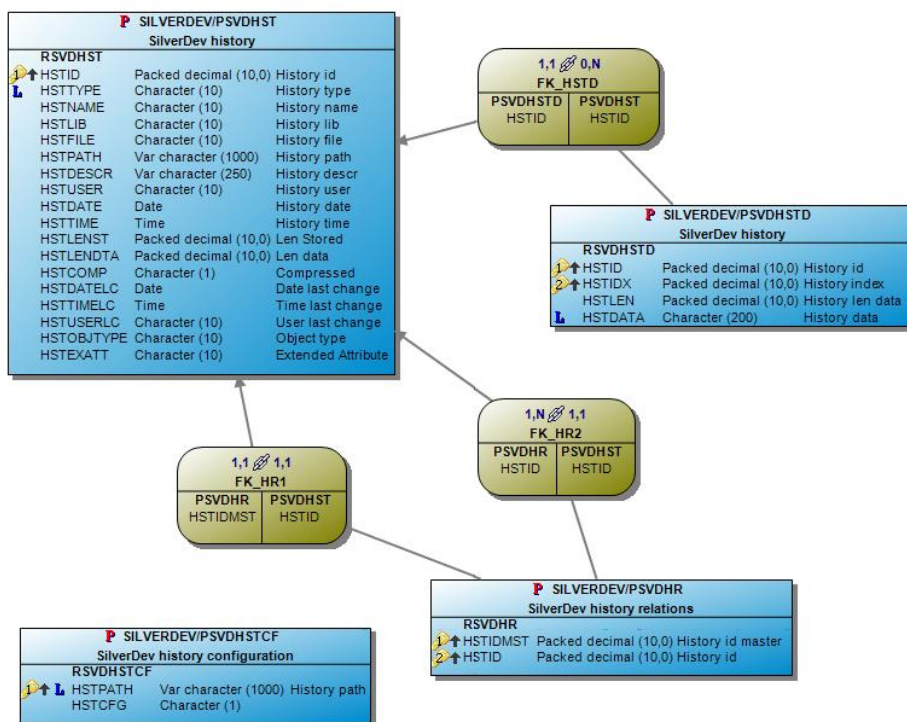 P SILVERDEV/PSVDHST
SilverDev history
RSVDHST
1 HSTID Packed decimal (10,0) History id
L HSTTYPE Character (10) History type
HSTNAME Character (10) History name
HSTLIB Character (10) History lib
HSTFILE Character (10) History file
HSTPATH Var character (1000) History path
HSTDESCR Var character (250) History descr
HSTUSER Character (10) History user
HSTDATE Date History date
HSTTIME Time History time
HSTLENST Packed decimal (10,0) Len Stored
HSTLENDTA Packed decimal (10,0) Len data
HSTCOMP Character (1) Compressed
HSTDATELC Date Date last change
HSTTIMELC Time Time last change
HSTUSERLC Character (10) User last change
HSTOBJTYPE Character (10) Object type
HSTEXATT Character (10) Extended Attribute
1,1 0,N
FK_HSTD
PSVDHSTD PSVDHST
HSTID HSTID
P SILVERDEV/PSVDHSTD
SilverDev history
RSVDHSTD
1 HSTID Packed decimal (10,0) History id
2 HSTIDX Packed decimal (10,0) History index
HSTLEN Packed decimal (10,0) History len data
L HSTDATA Character (200) History data
1,N 1,1
FK_HR2
PSVDHR PSVDHST
HSTID HSTID
1,1 1,1
FK_HR1
PSVDHR PSVDHST
HSTIDMST HSTID
P SILVERDEV/PSVDHR
SilverDev history relations
RSVDHR
1 HSTIDMST Packed decimal (10,0) History id master
2 HSTID Packed decimal (10,0) History id
P SILVERDEV/PSVDHSTCF
SilverDev history configuration
RSVDHSTCF
1 L HSTPATH Var character (1000) History path
HSTCFG Character (1)